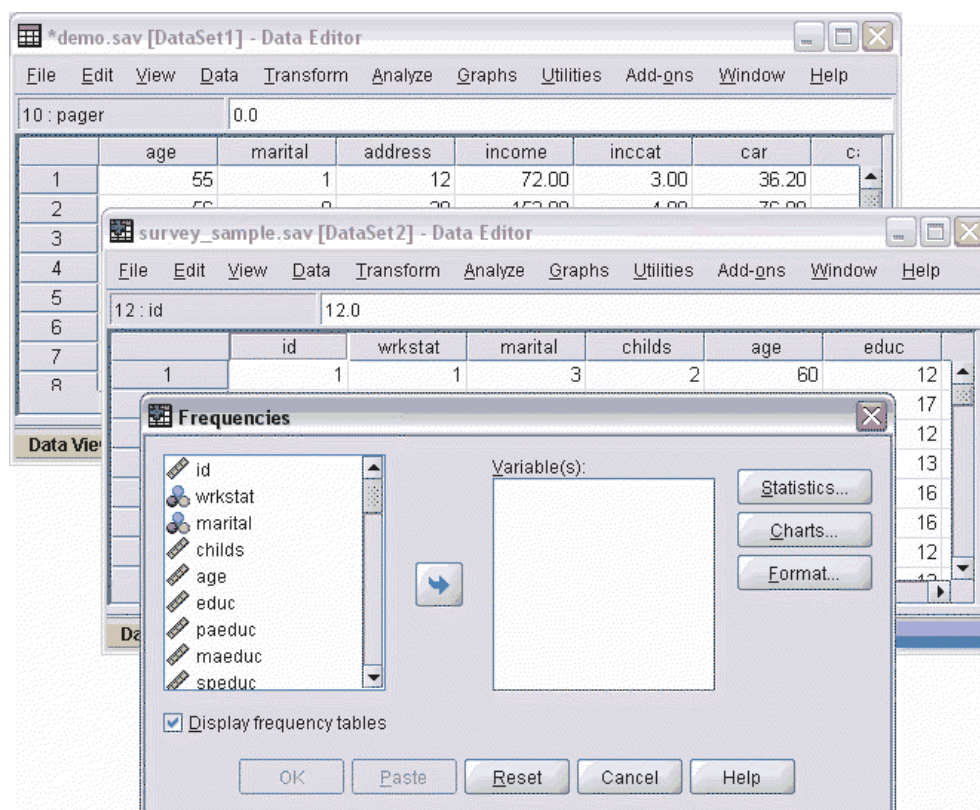 *demo.sav [DataSet1] - Data Editor
File Edit View Data Transform Analyze Graphs Utilities Add-ons Window Help
10 : pager 0.0
age marital address income inccat car
1 55 1 12 72.00 3.00 36.20
2
3
4
5
6
7
8
Data View
survey_sample.sav [DataSet2] - Data Editor
File Edit View Data Transform Analyze Graphs Utilities Add-ons Window Help
12 : id 12.0
id wrkstat marital childs age educ
1 1 1 3 2 60 12
17
12
13
16
16
12
12
Frequencies
id
wrkstat
marital
childs
age
educ
paeduc
maeduc
speduc
Variable(s):
Statistics...
Charts...
Format...
Display frequency tables
OK Paste Reset Cancel Help